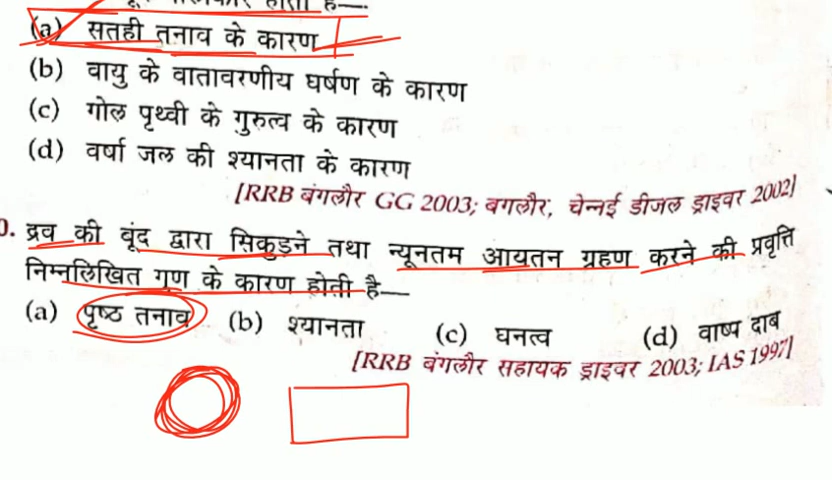 होता है—
(a) सतही तनाव के कारण
(b) वायु के वातावरणीय घर्षण के कारण
(c) गोल पृथ्वी के गुरुत्व के कारण
(d) वर्षा जल की श्यानता के कारण
[RRB बंगलौर GG 2003; बगलौर, चेन्नई डीजल ड्राइवर 2002]
0. द्रव की बूंद द्वारा सिकुड़ने तथा न्यूनतम आयतन ग्रहण करने की प्रवृत्ति
निम्नलिखित गुण के कारण होती है—
(a) पृष्ठ तनाव (b) श्यानता (c) घनत्व (d) वाष्प दाब
[RRB बंगलौर सहायक ड्राइवर 2003; IAS 1997]